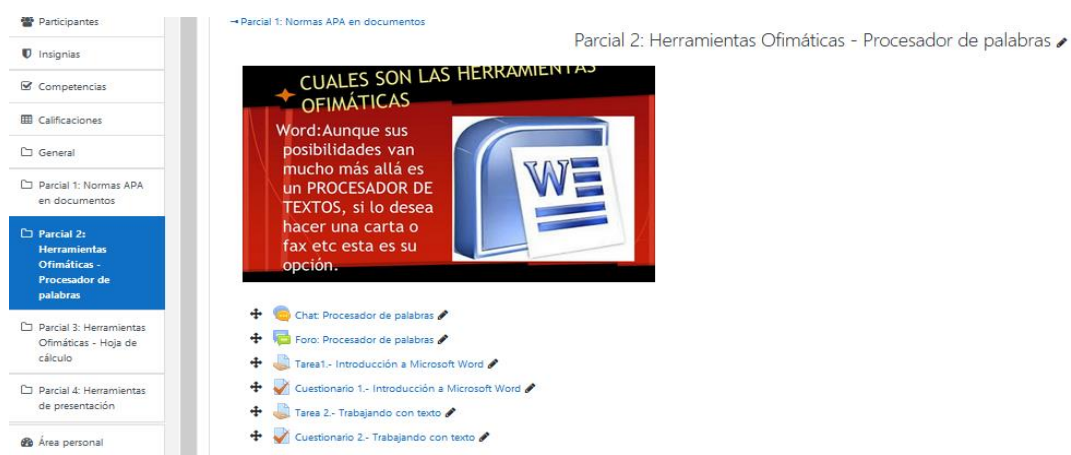 Participantes
Insignias
Competencias
Calificaciones
General
Parcial 1: Normas APA
en documentos
Parcial 2:
Herramientas
Ofimáticas -
Procesador de
palabras
Parcial 3: Herramientas
Ofimáticas - Hoja de
cálculo
Parcial 4: Herramientas
de presentación
Área personal
→Parcial 1: Normas APA en documentos
Parcial 2: Herramientas Ofimáticas - Procesador de palabras
CUALES SON LAS HERRAMIENTAS
OFIMÁTICAS
Word:Aunque sus
posibilidades van
mucho más allá es
un PROCESADOR DE
TEXTOS, si lo desea
hacer una carta o
fax etc esta es su
opción.
W
Chat: Procesador de palabras
Foro: Procesador de palabras
Tarea1.- Introducción a Microsoft Word
Cuestionario 1.- Introducción a Microsoft Word
Tarea 2.- Trabajando con texto
Cuestionario 2.- Trabajando con texto